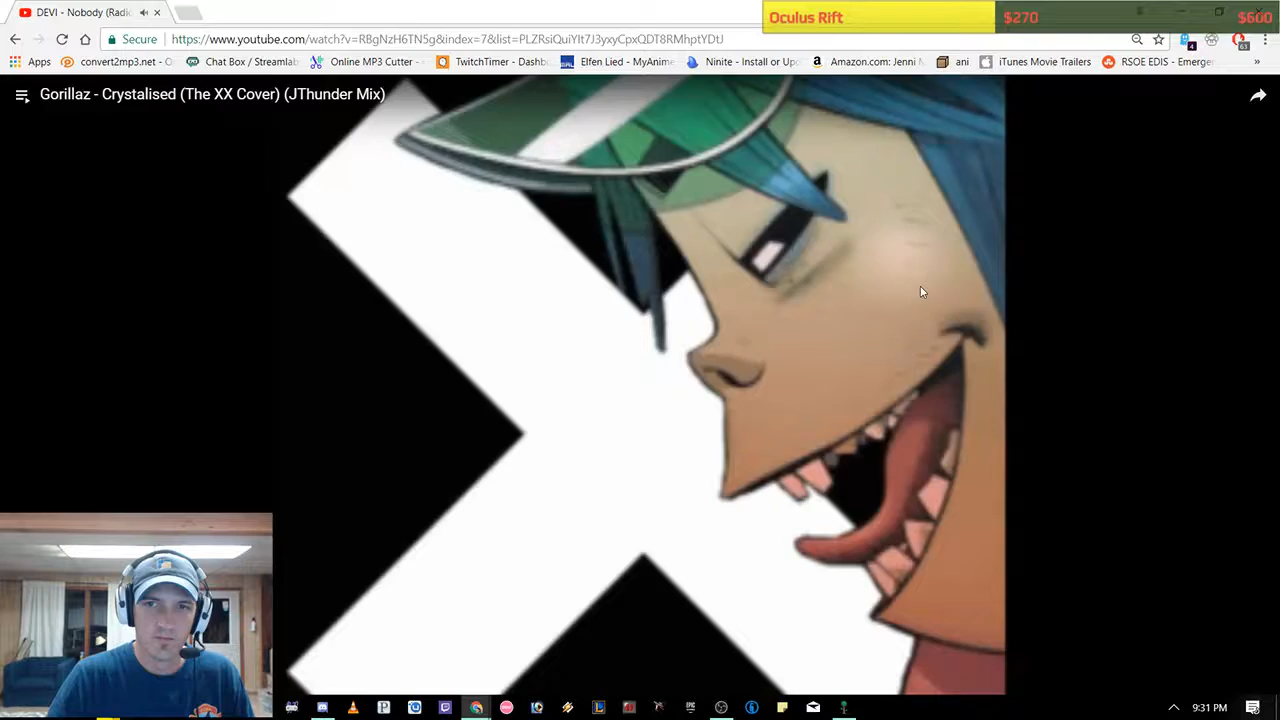 DEVI - Nobody (Radi
Oculus Rift $270 $600
Secure https://www.youtube.com/watch?v=RBgNzH6TN5g&index=7&list=PLZRsiQuiYlt7J3yxyCpxQDT8RMhptYDtJ
Apps convert2mp3.net - O Chat Box / Streamlab Online MP3 Cutter - TwitchTimer - Dashbo Elfen Lied - MyAnime Ninite - Install or Up Amazon.com: Jenni M ani iTunes Movie Trailers RSOE EDIS - Emerge »
Gorillaz - Crystalised (The XX Cover) (JThunder Mix)
9:31 PM